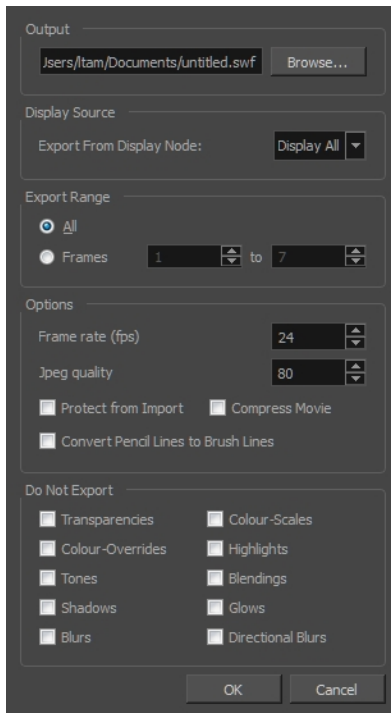 Output
Jsers/ltam/Documents/untitled.swf Browse...
Display Source
Export From Display Node: Display All
Export Range
All
Frames 1 to 7
Options
Frame rate (fps) 24
Jpeg quality 80
Protect from Import Compress Movie
Convert Pencil Lines to Brush Lines
Do Not Export
Transparencies Colour-Scales
Colour-Overrides Highlights
Tones Blendings
Shadows Glows
Blurs Directional Blurs
OK Cancel